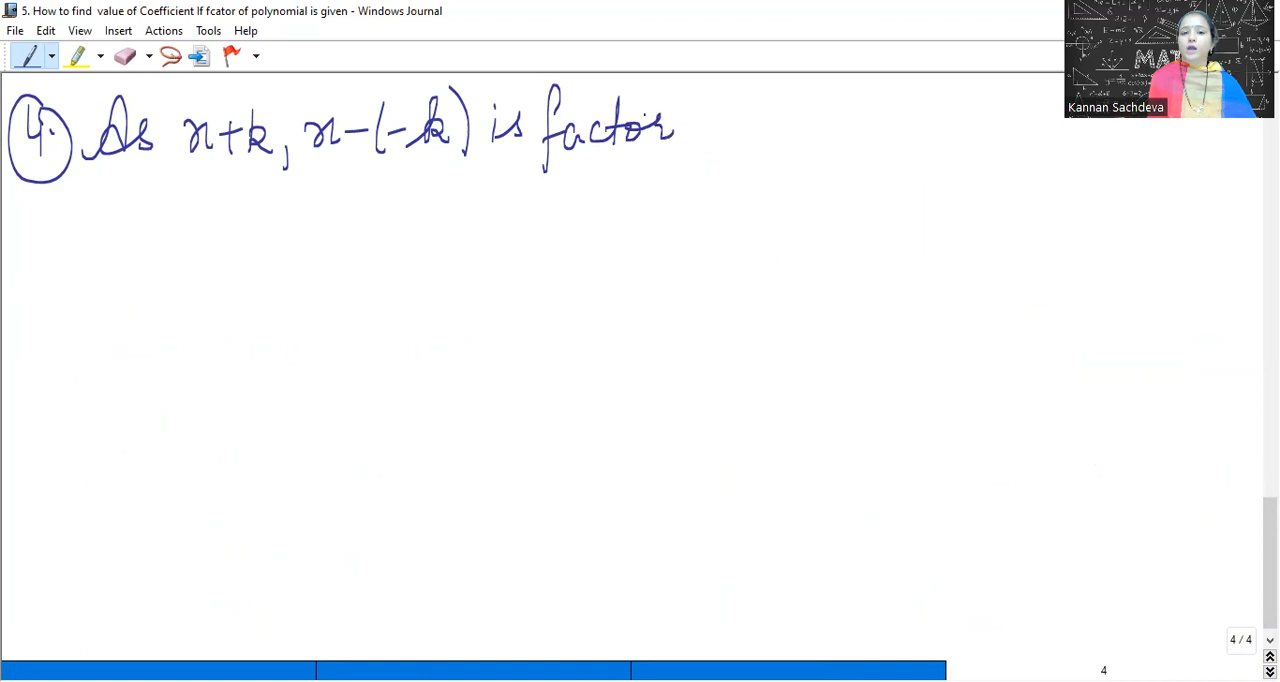 5. How to find value of Coefficient If fcator of polynomial is given - Windows Journal
File Edit View Insert Actions Tools Help
MAT
Kannan Sachdeva
4. As x+k, x-(-k) is factor
4 / 4
4